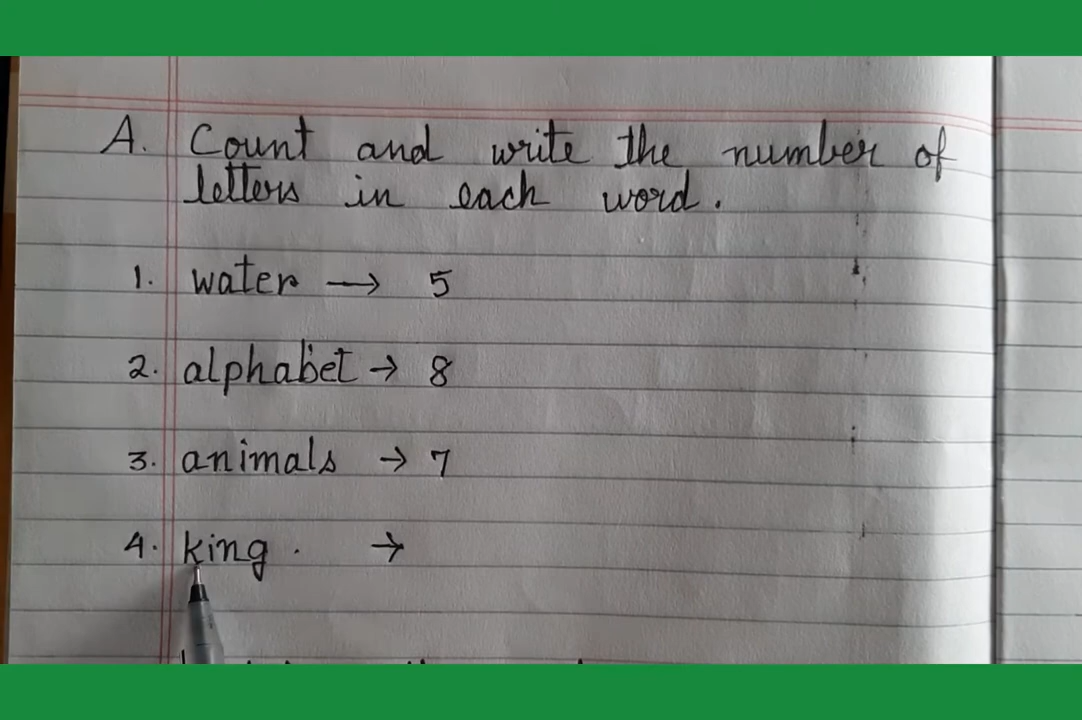 A. Count and write the number of
letters in each word.
1. water → 5
2. alphabet → 8
3. animals → 7
4. king. →